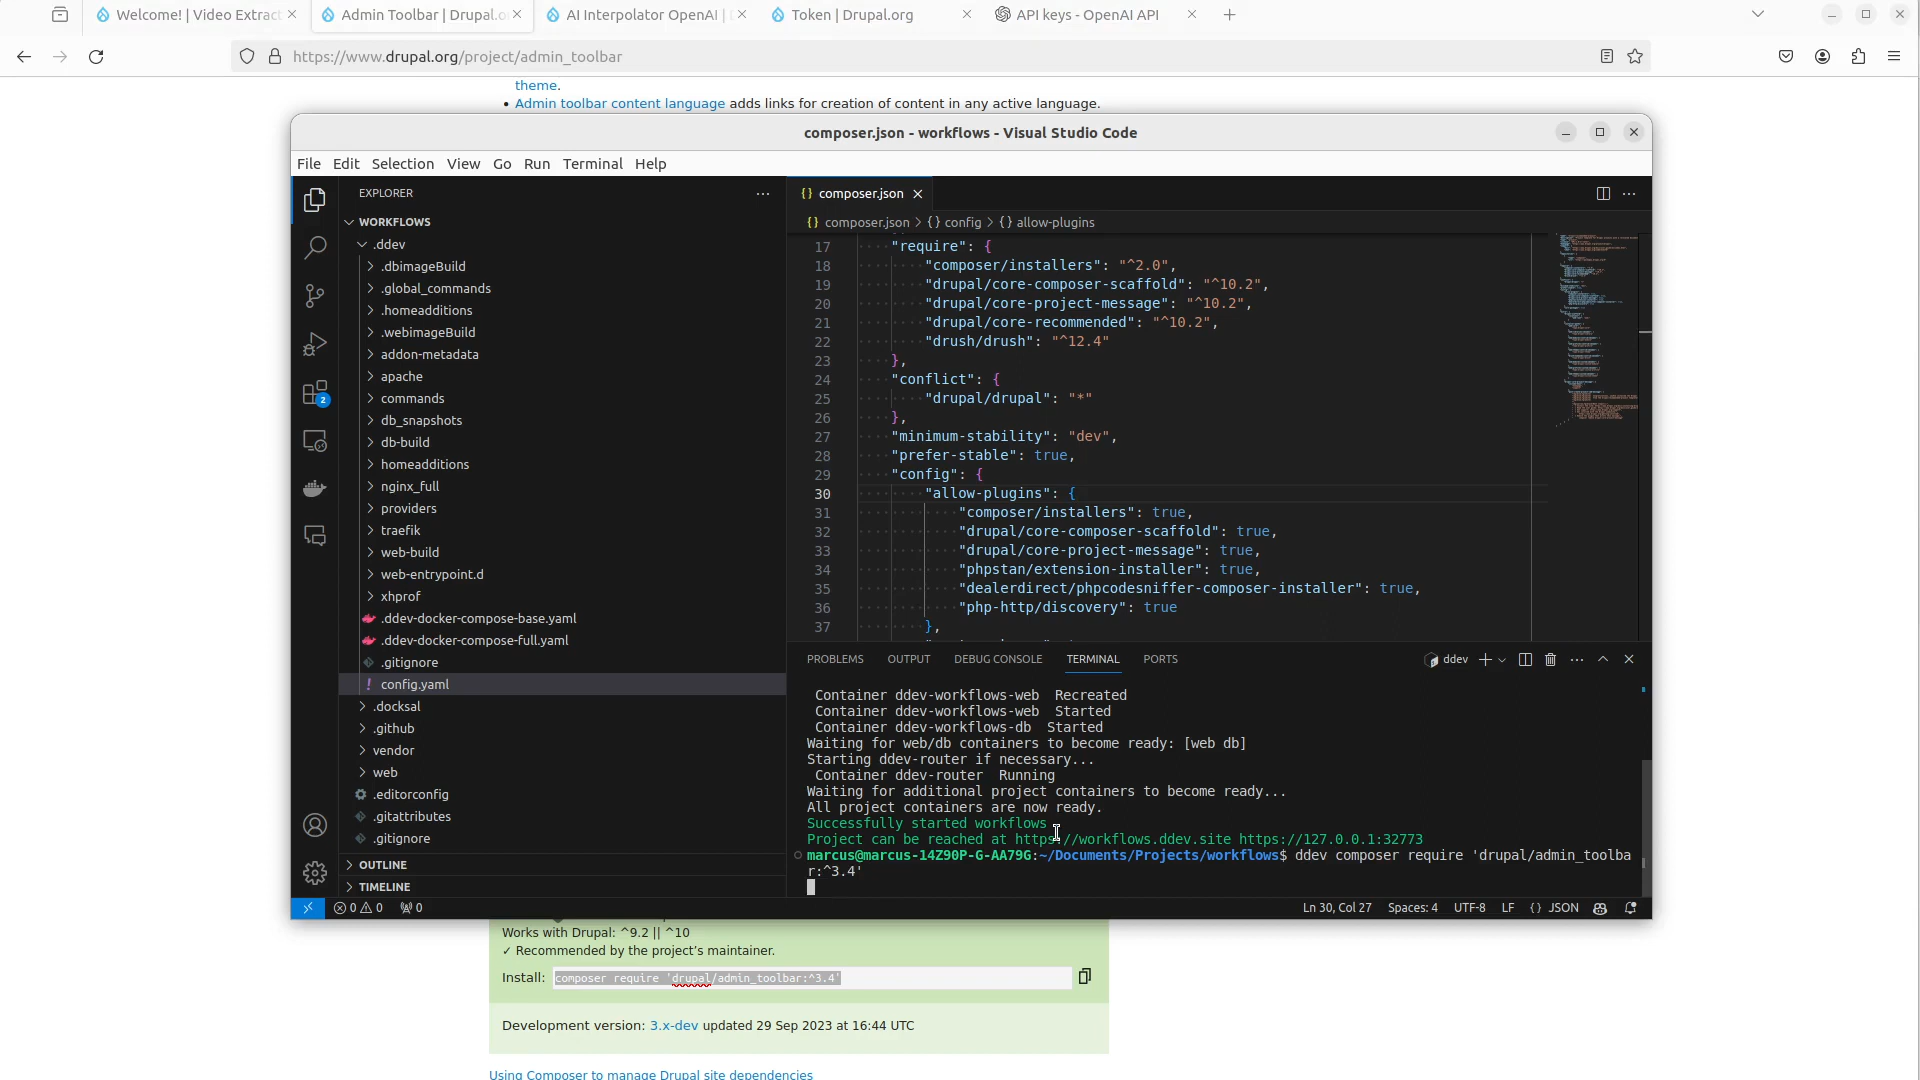 Welcome! | Video Extract
Admin Toolbar | Drupal.o
AI Interpolator OpenAI | D
Token | Drupal.org
API keys - OpenAI API
https://www.drupal.org/project/admin_toolbar
theme.
• Admin toolbar content language adds links for creation of content in any active language.
composer.json - workflows - Visual Studio Code
File Edit Selection View Go Run Terminal Help
EXPLORER
WORKFLOWS
.ddev
.dbimageBuild
.global_commands
.homeadditions
.webimageBuild
addon-metadata
apache
commands
db_snapshots
db-build
homeadditions
nginx_full
providers
traefik
web-build
web-entrypoint.d
xhprof
.ddev-docker-compose-base.yaml
.ddev-docker-compose-full.yaml
.gitignore
! config.yaml
.docksal
.github
vendor
web
.editorconfig
.gitattributes
.gitignore
OUTLINE
TIMELINE
2
{} composer.json
{} composer.json > {} config > {} allow-plugins
17 "require": {
18 "composer/installers": "^2.0",
19 "drupal/core-composer-scaffold": "^10.2",
20 "drupal/core-project-message": "^10.2",
21 "drupal/core-recommended": "^10.2",
22 "drush/drush": "^12.4"
23 },
24 "conflict": {
25 "drupal/drupal": "*"
26 },
27 "minimum-stability": "dev",
28 "prefer-stable": true,
29 "config": {
30 "allow-plugins": {
31 "composer/installers": true,
32 "drupal/core-composer-scaffold": true,
33 "drupal/core-project-message": true,
34 "phpstan/extension-installer": true,
35 "dealerdirect/phpcodesniffer-composer-installer": true,
36 "php-http/discovery": true
37 },
PROBLEMS OUTPUT DEBUG CONSOLE TERMINAL PORTS
ddev
Container ddev-workflows-web Recreated
Container ddev-workflows-web Started
Container ddev-workflows-db Started
Waiting for web/db containers to become ready: [web db]
Starting ddev-router if necessary...
Container ddev-router Running
Waiting for additional project containers to become ready...
All project containers are now ready.
Successfully started workflows
Project can be reached at https://workflows.ddev.site https://127.0.0.1:32773
marcus@marcus-14Z90P-G-AA79G:~/Documents/Projects/workflows$ ddev composer require 'drupal/admin_toolba
r:^3.4'
0 0 0
Ln 30, Col 27 Spaces: 4 UTF-8 LF {} JSON
Works with Drupal: ^9.2 || ^10
✓ Recommended by the project’s maintainer.
Install: composer require 'drupal/admin_toolbar:^3.4'
Development version: 3.x-dev updated 29 Sep 2023 at 16:44 UTC
Using Composer to manage Drupal site dependencies